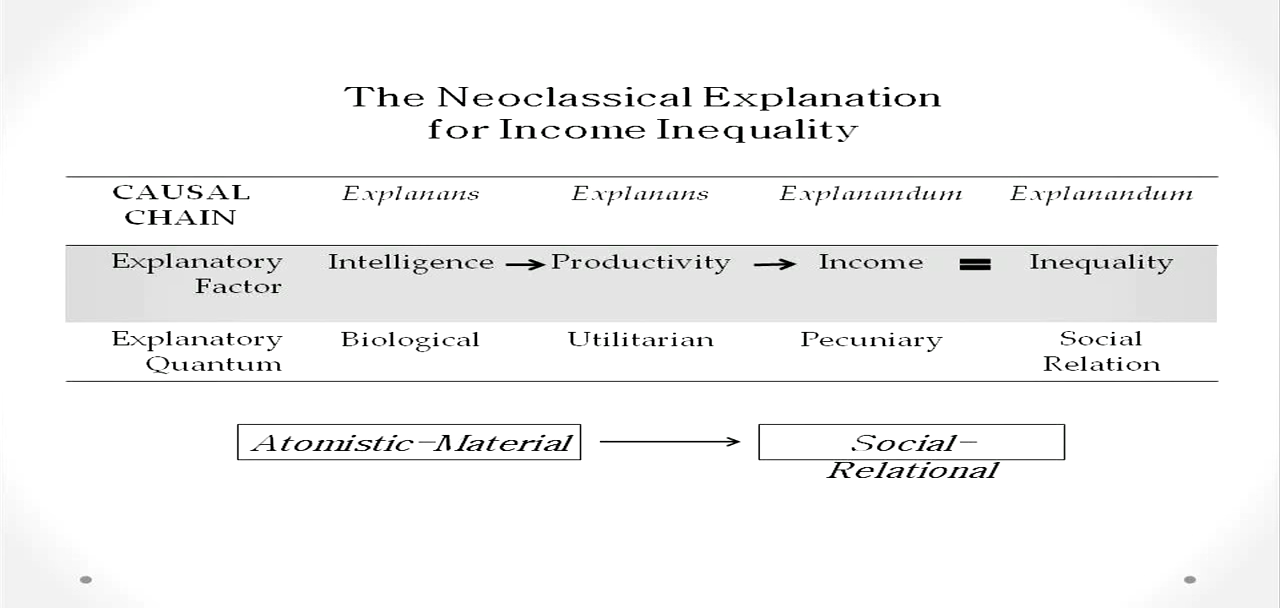 The Neoclassical Explanation
for Income Inequality
CAUSAL Explanans Explanans Explanandum Explanandum
CHAIN
Explanatory Intelligence → Productivity → Income = Inequality
Factor
Explanatory Biological Utilitarian Pecuniary Social
Quantum Relation
Atomistic-Material → Social-
Relational